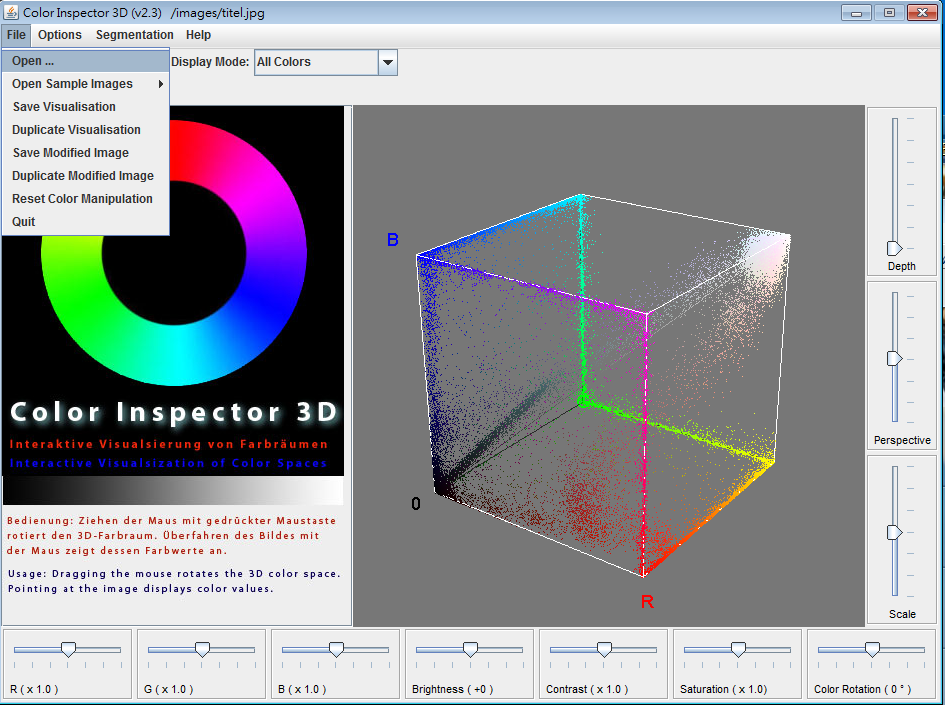 Color Inspector 3D (v2.3)   /images/titel.jpg
File Options Segmentation Help
Open ...
Open Sample Images
Save Visualisation
Duplicate Visualisation
Save Modified Image
Duplicate Modified Image
Reset Color Manipulation
Quit
Display Mode: All Colors
Color Inspector 3D
Interaktive Visualsierung von Farbräumen
Interactive Visualsization of Color Spaces
Bedienung: Ziehen der Maus mit gedrückter Maustaste
rotiert den 3D-Farbraum. Überfahren des Bildes mit
der Maus zeigt dessen Farbwerte an.
Usage: Dragging the mouse rotates the 3D color space.
Pointing at the image displays color values.
B
G
0
R
Depth
Perspective
Scale
R ( x 1.0 )
G ( x 1.0 )
B ( x 1.0 )
Brightness ( +0 )
Contrast ( x 1.0 )
Saturation ( x 1.0)
Color Rotation ( 0 ° )